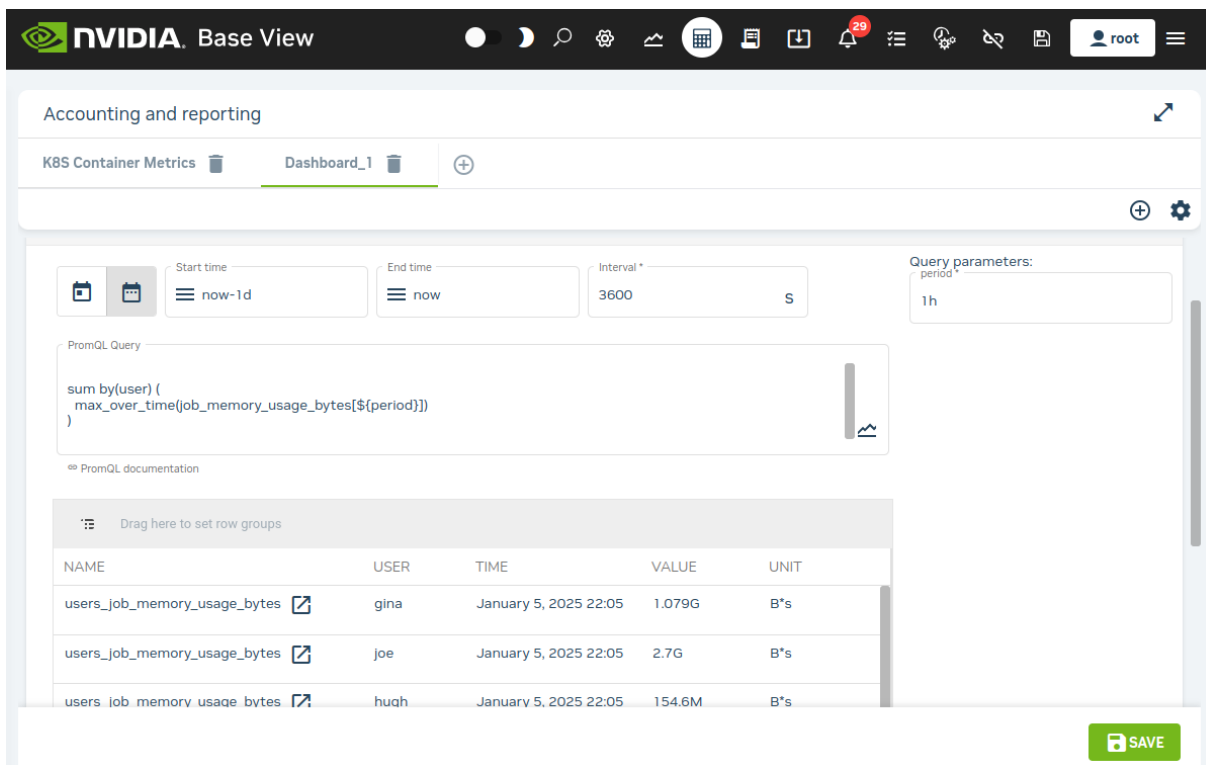 NVIDIA. Base View
29
root
Accounting and reporting
K8S Container Metrics
Dashboard_1
Start time
now-1d
End time
now
Interval *
3600
S
Query parameters:
period *
1h
PromQL Query
sum by(user) (
max_over_time(job_memory_usage_bytes[${period}])
)
PromQL documentation
Drag here to set row groups
NAME USER TIME VALUE UNIT
users_job_memory_usage_bytes gina January 5, 2025 22:05 1.079G B*s
users_job_memory_usage_bytes joe January 5, 2025 22:05 2.7G B*s
users_job_memory_usage_bytes hugh January 5, 2025 22:05 154.6M B*s
SAVE